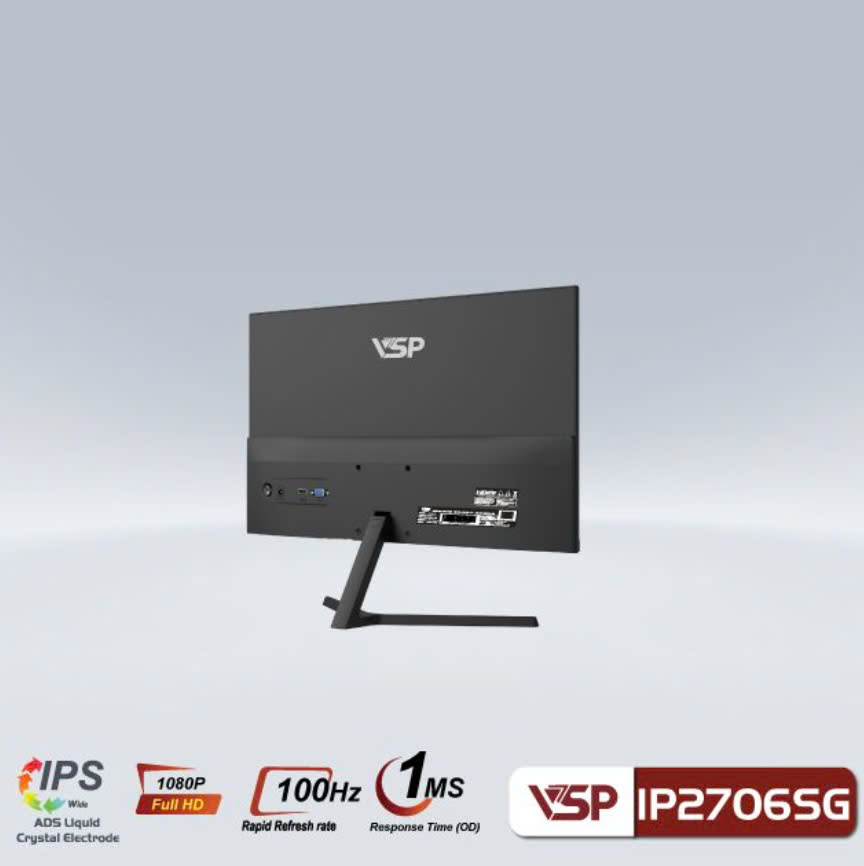 VSP
HDMI
IPS
Wide
ADS Liquid
Crystal Electrode
1080P
Full HD
100Hz
Rapid Refresh rate
1MS
Response Time (OD)
VSP IP2706SG